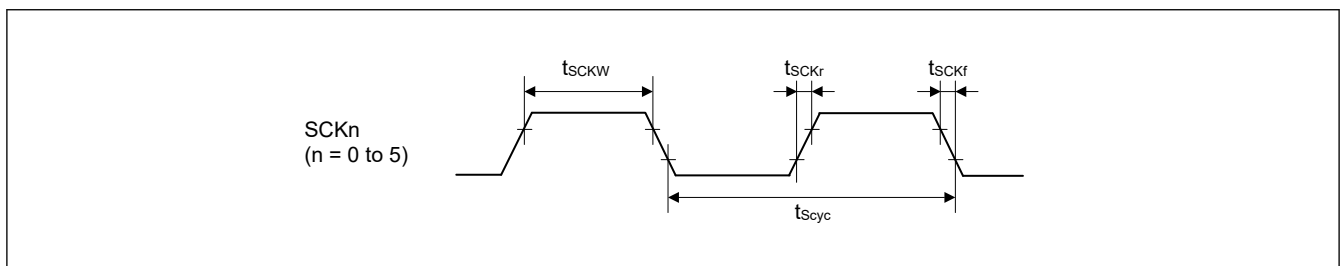 tSCKW
tSCKr
tSCKf
SCKn
(n = 0 to 5)
tScyc